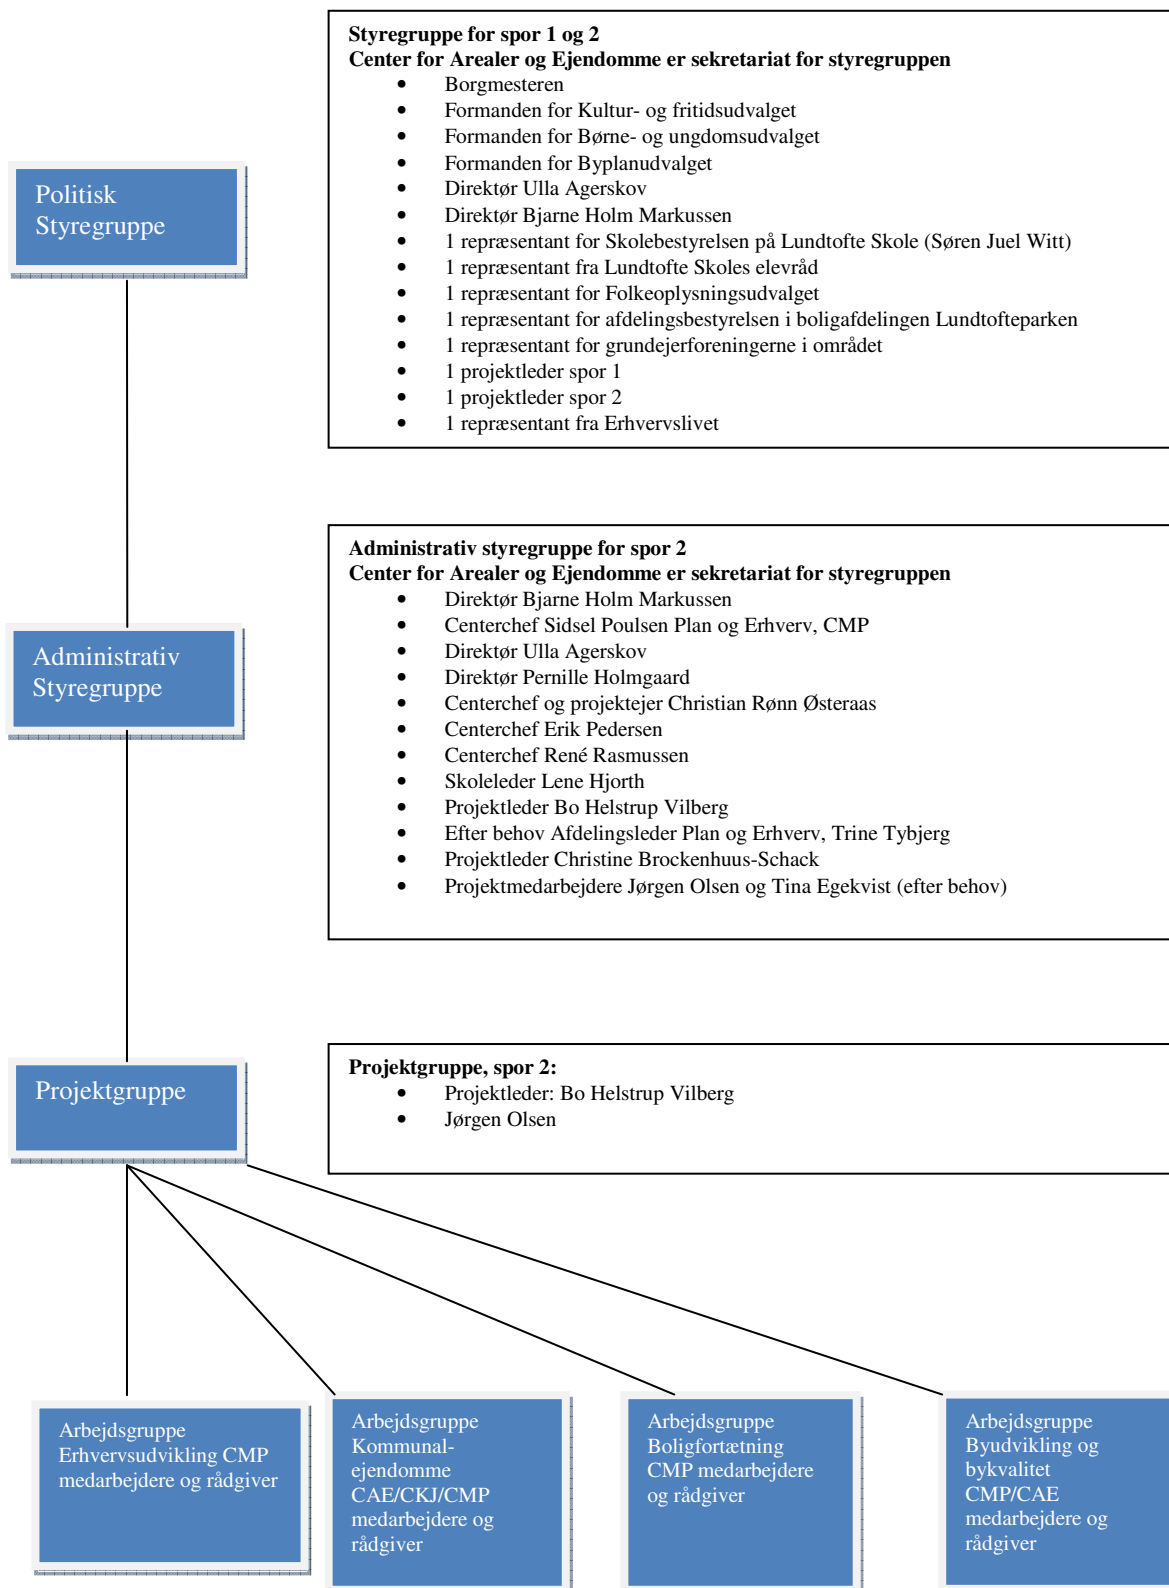 Styregruppe for spor 1 og 2
Center for Arealer og Ejendomme er sekretariat for styregruppen
• Borgmesteren
• Formanden for Kultur- og fritidsudvalget
• Formanden for Børne- og ungdomsudvalget
• Formanden for Byplanudvalget
• Direktør Ulla Agerskov
• Direktør Bjarne Holm Markussen
• 1 repræsentant for Skolebestyrelsen på Lundtofte Skole (Søren Juel Witt)
• 1 repræsentant fra Lundtofte Skoles elevråd
• 1 repræsentant for Folkeoplysningsudvalget
• 1 repræsentant for afdelingsbestyrelsen i boligafdelingen Lundtofteparken
• 1 repræsentant for grundejerforeningerne i området
• 1 projektleder spor 1
• 1 projektleder spor 2
• 1 repræsentant fra Erhvervslivet
Politisk
Styregruppe
Administrativ styregruppe for spor 2
Center for Arealer og Ejendomme er sekretariat for styregruppen
• Direktør Bjarne Holm Markussen
• Centerchef Sidsel Poulsen Plan og Erhverv, CMP
• Direktør Ulla Agerskov
• Direktør Pernille Holmgaard
• Centerchef og projektejer Christian Rønn Østeraas
• Centerchef Erik Pedersen
• Centerchef René Rasmussen
• Skoleleder Lene Hjorth
• Projektleder Bo Helstrup Vilberg
• Efter behov Afdelingsleder Plan og Erhverv, Trine Tybjerg
• Projektleder Christine Brockenhuus-Schack
• Projektmedarbejdere Jørgen Olsen og Tina Egekvist (efter behov)
Administrativ
Styregruppe
Projektgruppe, spor 2:
• Projektleder: Bo Helstrup Vilberg
• Jørgen Olsen
Projektgruppe
Arbejdsgruppe
Erhvervsudvikling CMP
medarbejdere og rådgiver
Arbejdsgruppe
Kommunal-
ejendomme
CAE/CKJ/CMP
medarbejdere og
rådgiver
Arbejdsgruppe
Boligfortætning
CMP medarbejdere
og rådgiver
Arbejdsgruppe
Byudvikling og
bykvalitet
CMP/CAE
medarbejdere og
rådgiver